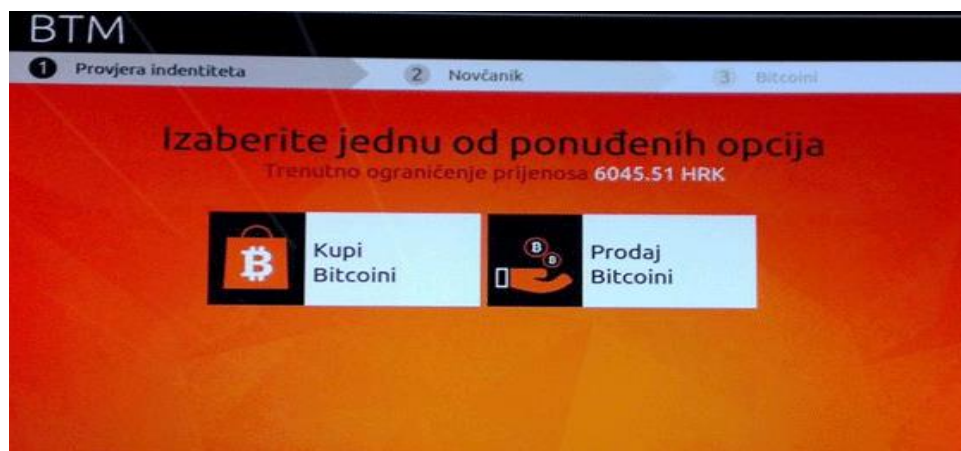 BTM
1 Provjera indentiteta 2 Novčanik 3 Bitcoini
Izaberite jednu od ponuđenih opcija
Trenutno ograničenje prijenosa 6045.51 HRK
Kupi
Bitcoini
Prodaj
Bitcoini